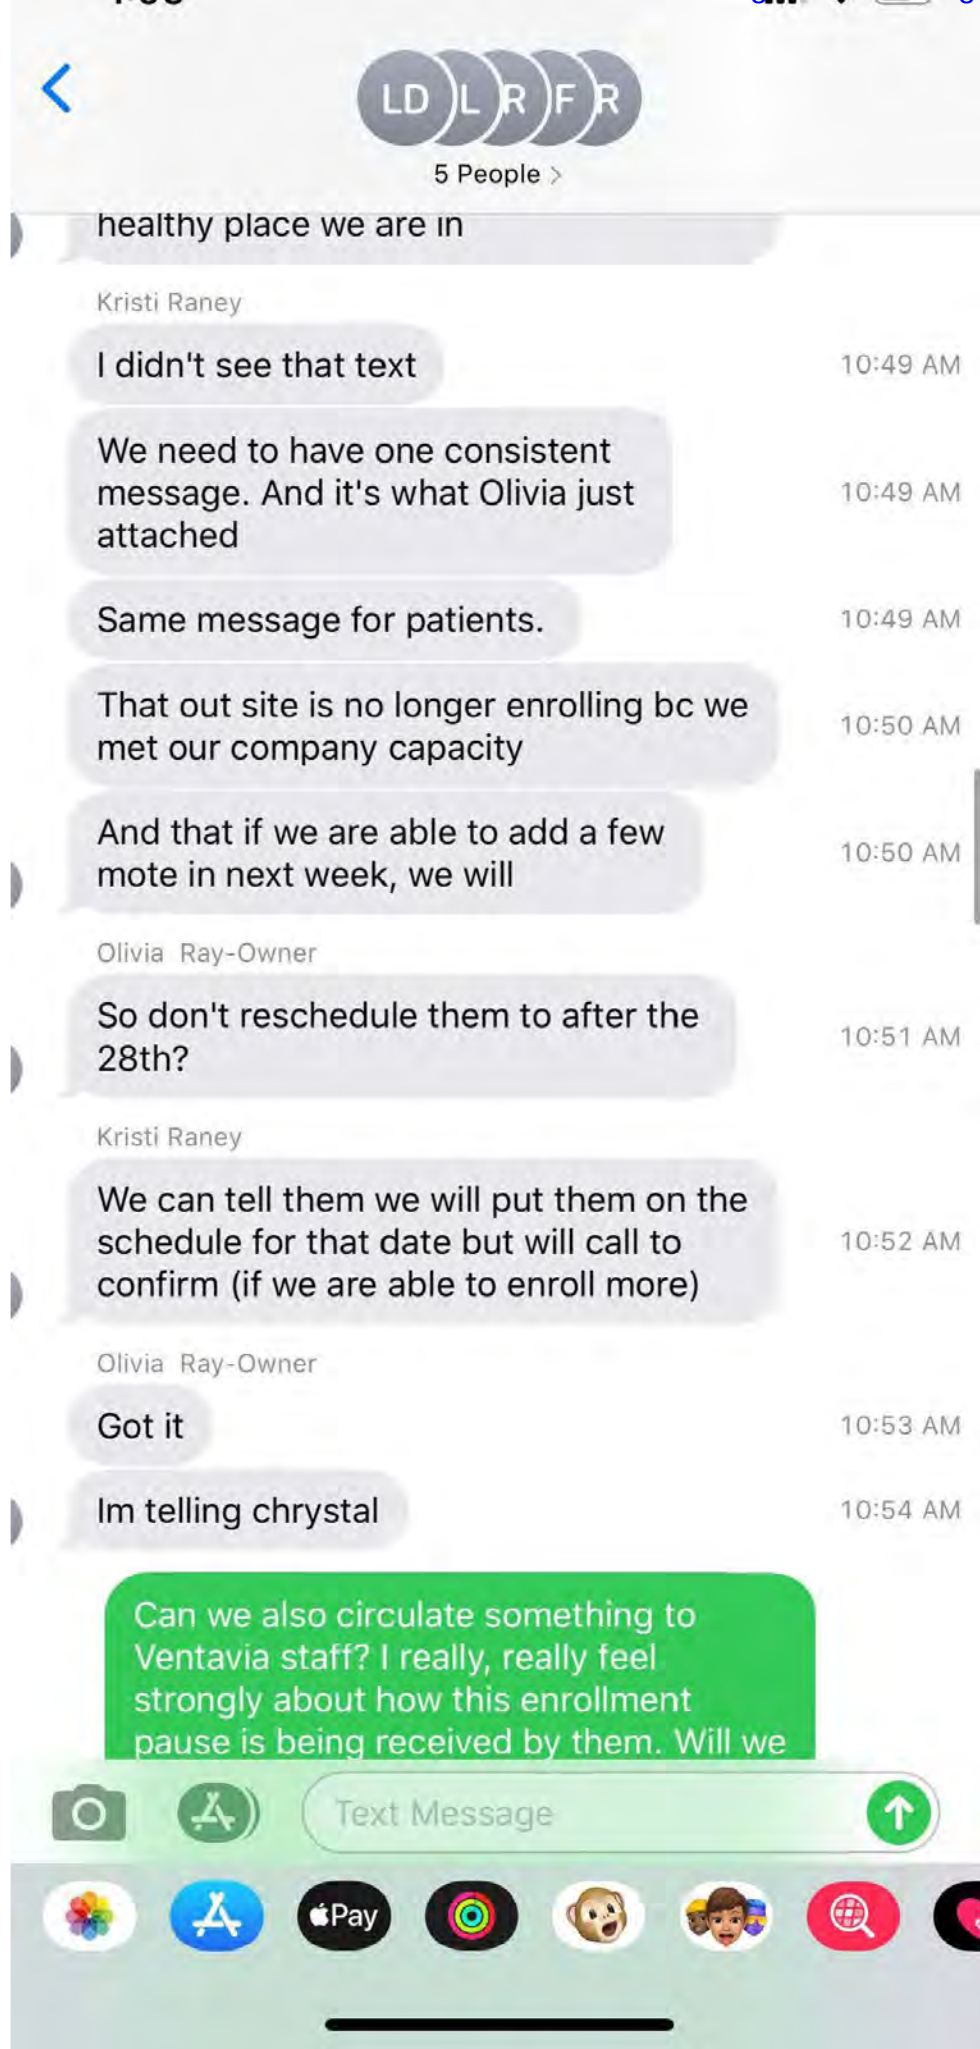 LD L R F R
5 People >
healthy place we are in
Kristi Raney
I didn't see that text
10:49 AM
We need to have one consistent
message. And it's what Olivia just
attached
10:49 AM
Same message for patients.
10:49 AM
That out site is no longer enrolling bc we
met our company capacity
10:50 AM
And that if we are able to add a few
mote in next week, we will
10:50 AM
Olivia Ray-Owner
So don't reschedule them to after the
28th?
10:51 AM
Kristi Raney
We can tell them we will put them on the
schedule for that date but will call to
confirm (if we are able to enroll more)
10:52 AM
Olivia Ray-Owner
Got it
10:53 AM
Im telling chrystal
10:54 AM
Can we also circulate something to
Ventavia staff? I really, really feel
strongly about how this enrollment
pause is being received by them. Will we
Text Message
Pay